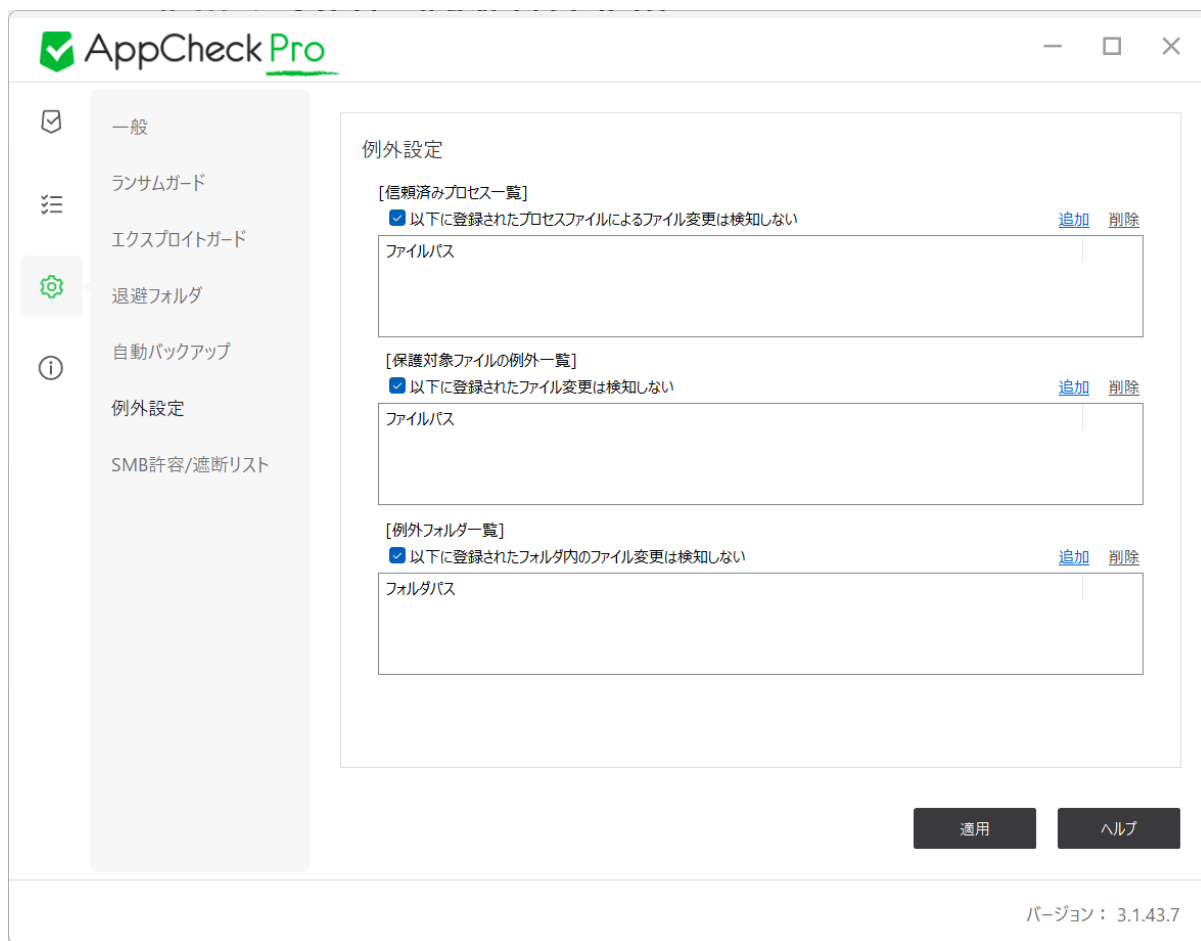 AppCheck Pro
一般
ランサムガード
エクスプロイトガード
退避フォルダ
自動バックアップ
例外設定
SMB許容/遮断リスト
例外設定
[信頼済みプロセス一覧]
以下に登録されたプロセスファイルによるファイル変更は検知しない 追加 削除
ファイルパス
[保護対象ファイルの例外一覧]
以下に登録されたファイル変更は検知しない 追加 削除
ファイルパス
[例外フォルダ一覧]
以下に登録されたフォルダ内のファイル変更は検知しない 追加 削除
フォルダパス
適用 ヘルプ
バージョン： 3.1.43.7